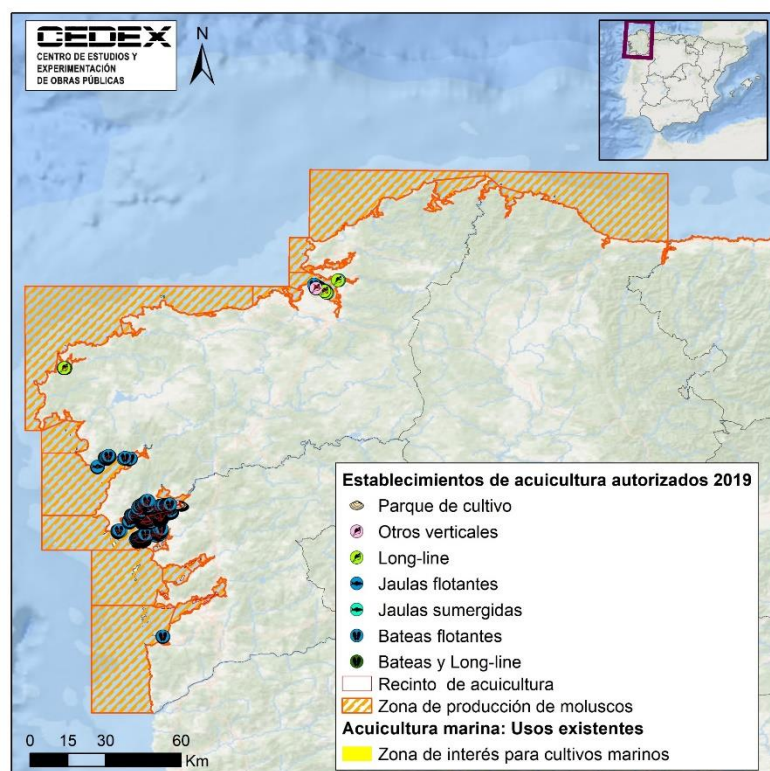 CEDEX
CENTRO DE ESTUDIOS Y
EXPERIMENTACIÓN
DE OBRAS PÚBLICAS
N
Establecimientos de acuicultura autorizados 2019
Parque de cultivo
Otros verticales
Long-line
Jaulas flotantes
Jaulas sumergidas
Bateas flotantes
Bateas y Long-line
Recinto de acuicultura
Zona de producción de moluscos
Acuicultura marina: Usos existentes
Zona de interés para cultivos marinos
0 15 30 60
Km